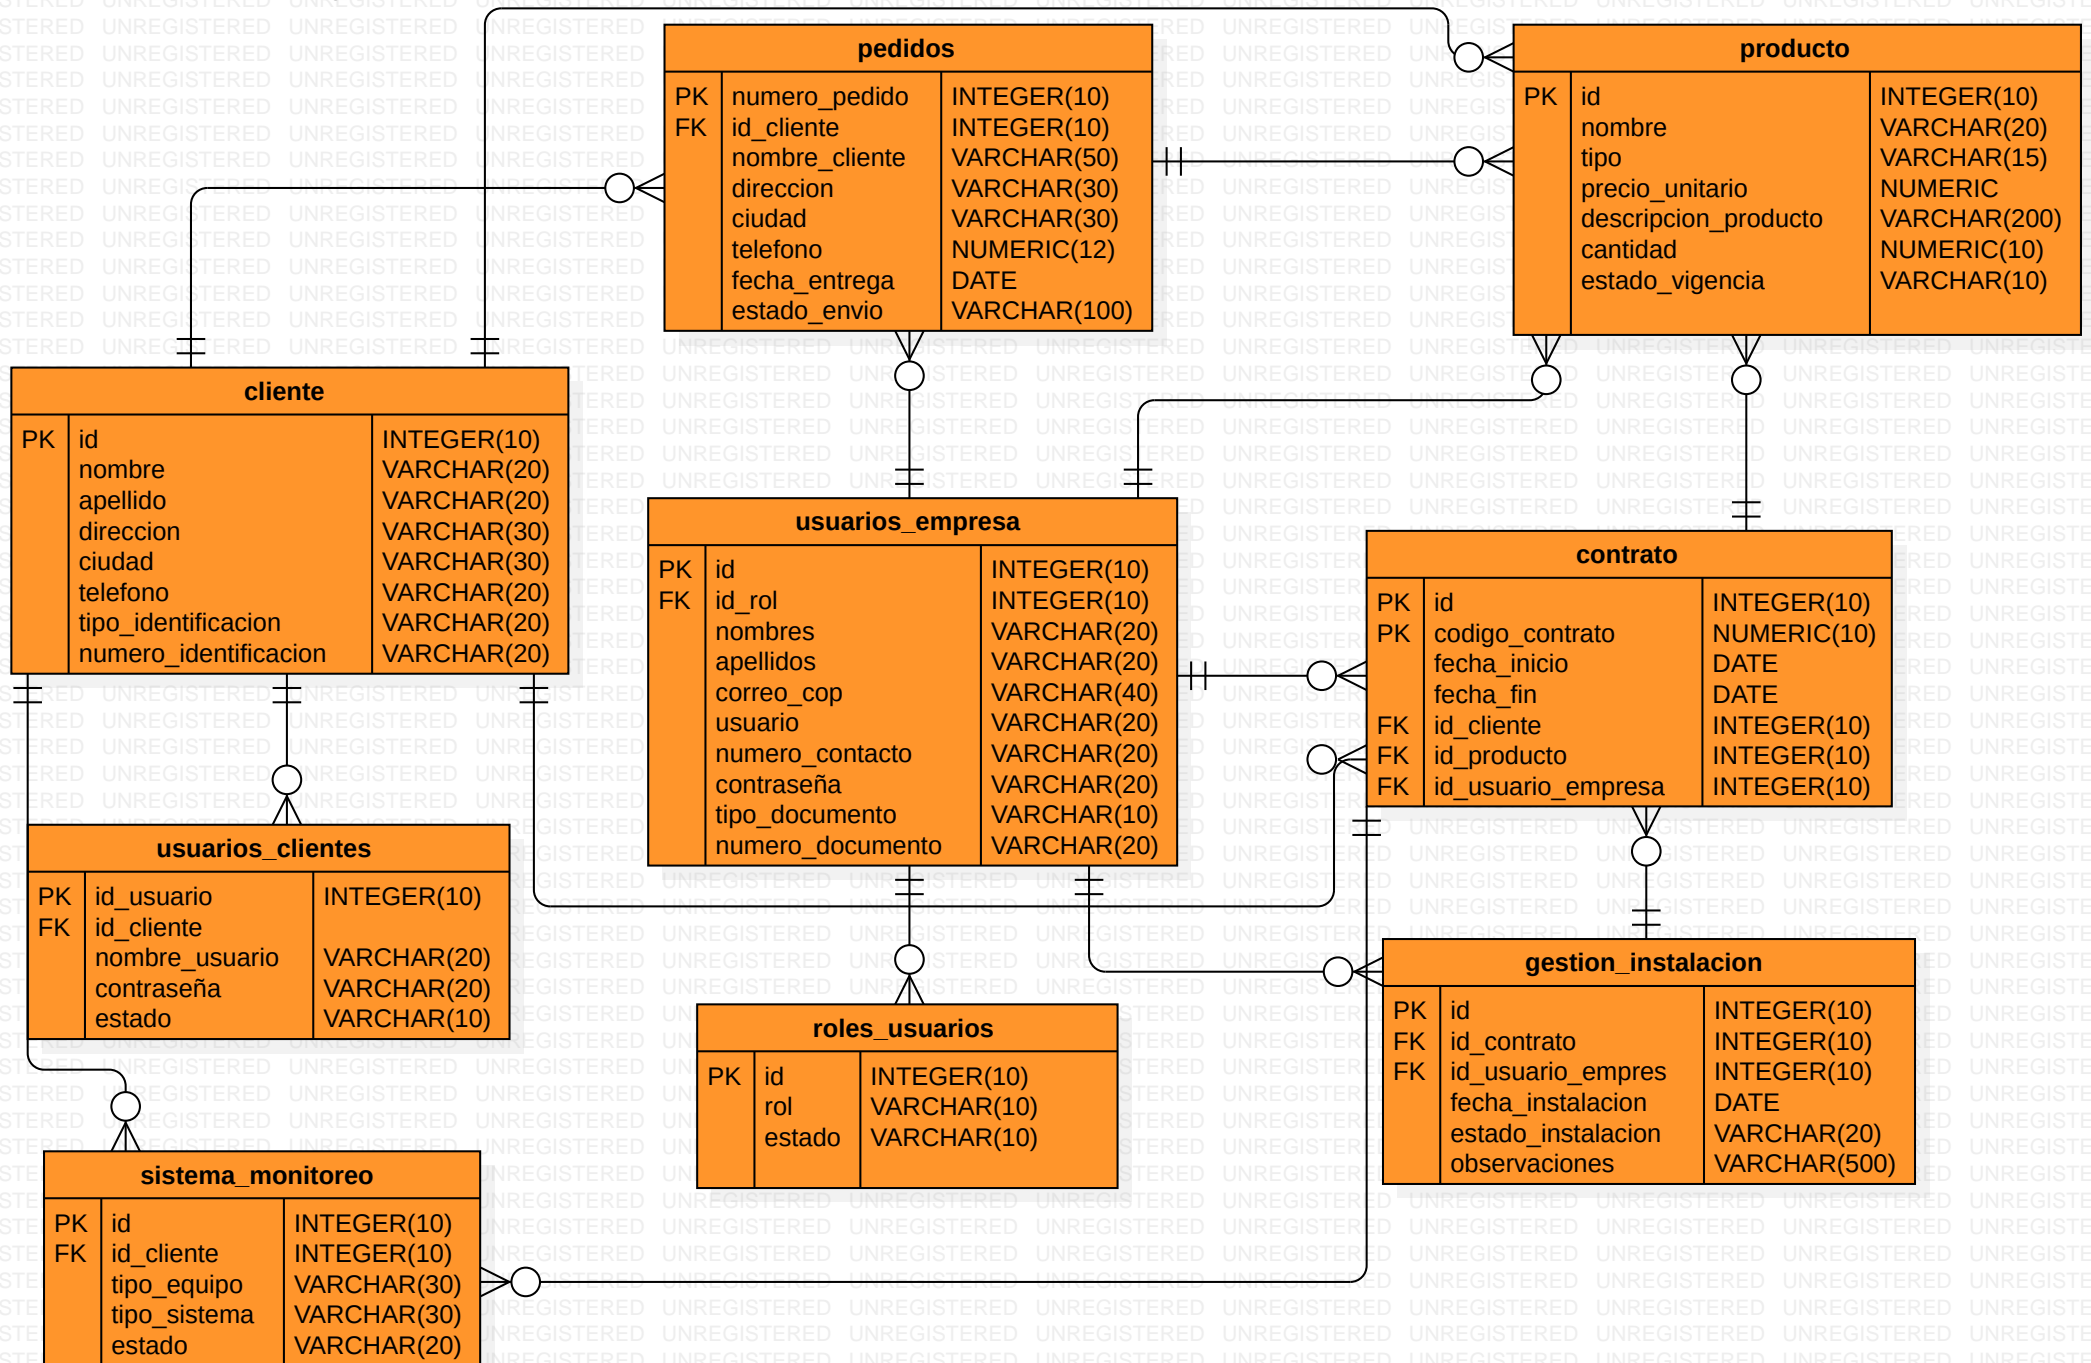 pedidos
PK numero_pedido INTEGER(10)
FK id_cliente INTEGER(10)
nombre_cliente VARCHAR(50)
direccion VARCHAR(30)
ciudad VARCHAR(30)
telefono NUMERIC(12)
fecha_entrega DATE
estado_envio VARCHAR(100)
producto
PK id INTEGER(10)
nombre VARCHAR(20)
tipo VARCHAR(15)
precio_unitario NUMERIC
descripcion_producto VARCHAR(200)
cantidad NUMERIC(10)
estado_vigencia VARCHAR(10)
cliente
PK id INTEGER(10)
nombre VARCHAR(20)
apellido VARCHAR(20)
direccion VARCHAR(30)
ciudad VARCHAR(30)
telefono VARCHAR(20)
tipo_identificacion VARCHAR(20)
numero_identificacion VARCHAR(20)
usuarios_empresa
PK id INTEGER(10)
FK id_rol INTEGER(10)
nombres VARCHAR(20)
apellidos VARCHAR(20)
correo_cop VARCHAR(40)
usuario VARCHAR(20)
numero_contacto VARCHAR(20)
contraseña VARCHAR(20)
tipo_documento VARCHAR(10)
numero_documento VARCHAR(20)
contrato
PK id INTEGER(10)
PK codigo_contrato NUMERIC(10)
fecha_inicio DATE
fecha_fin DATE
FK id_cliente INTEGER(10)
FK id_producto INTEGER(10)
FK id_usuario_empresa INTEGER(10)
usuarios_clientes
PK id_usuario INTEGER(10)
FK id_cliente
nombre_usuario VARCHAR(20)
contraseña VARCHAR(20)
estado VARCHAR(10)
roles_usuarios
PK id INTEGER(10)
rol VARCHAR(10)
estado VARCHAR(10)
gestion_instalacion
PK id INTEGER(10)
FK id_contrato INTEGER(10)
FK id_usuario_empres INTEGER(10)
fecha_instalacion DATE
estado_instalacion VARCHAR(20)
observaciones VARCHAR(500)
sistema_monitoreo
PK id INTEGER(10)
FK id_cliente INTEGER(10)
tipo_equipo VARCHAR(30)
tipo_sistema VARCHAR(30)
estado VARCHAR(20)
UNREGISTERED